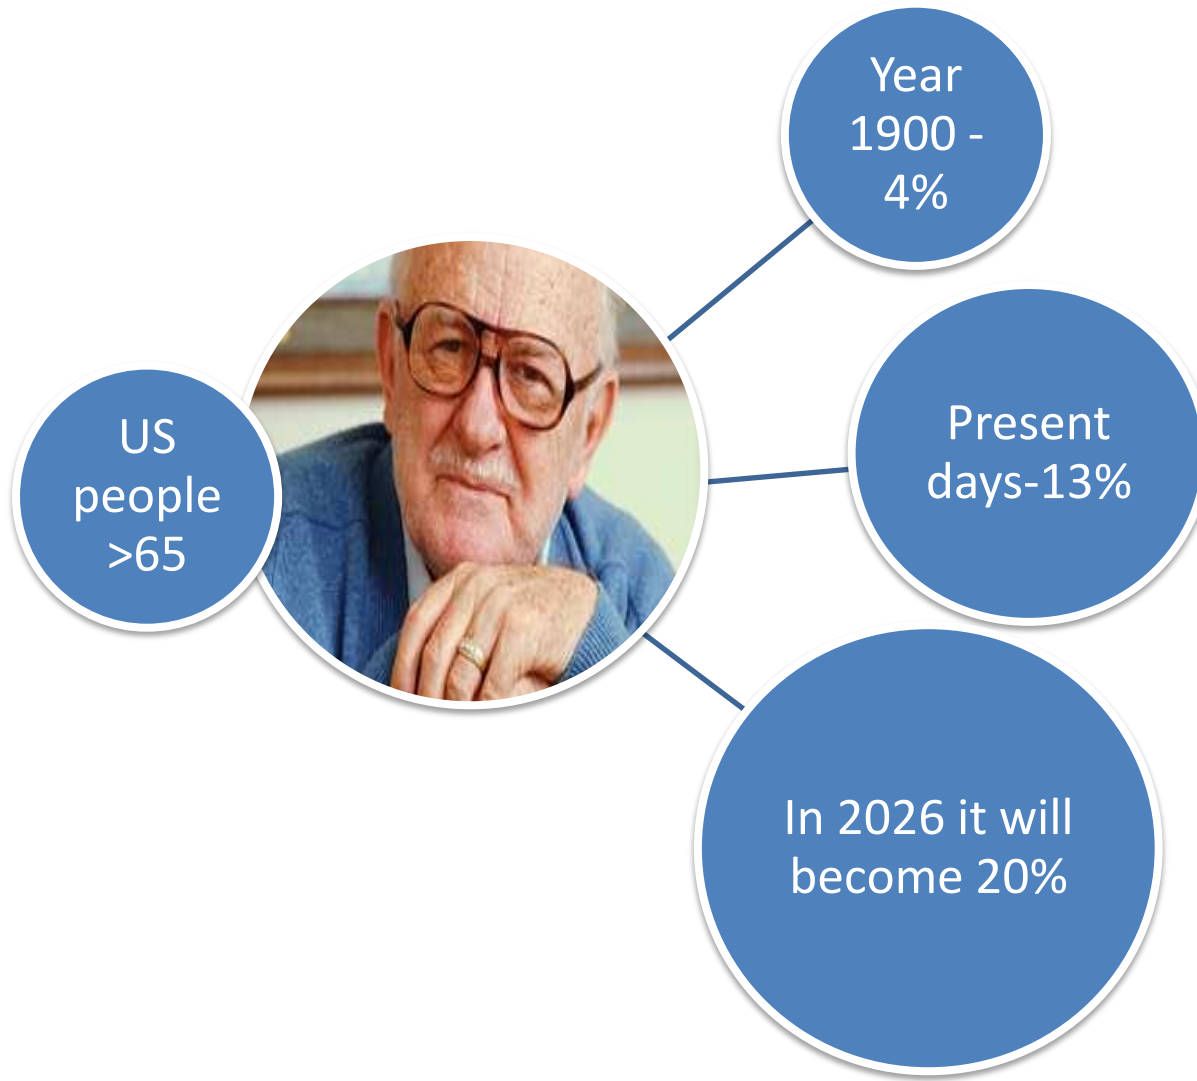 Year
1900 -
4%
Present
days-13%
US
people
>65
In 2026 it will
become 20%